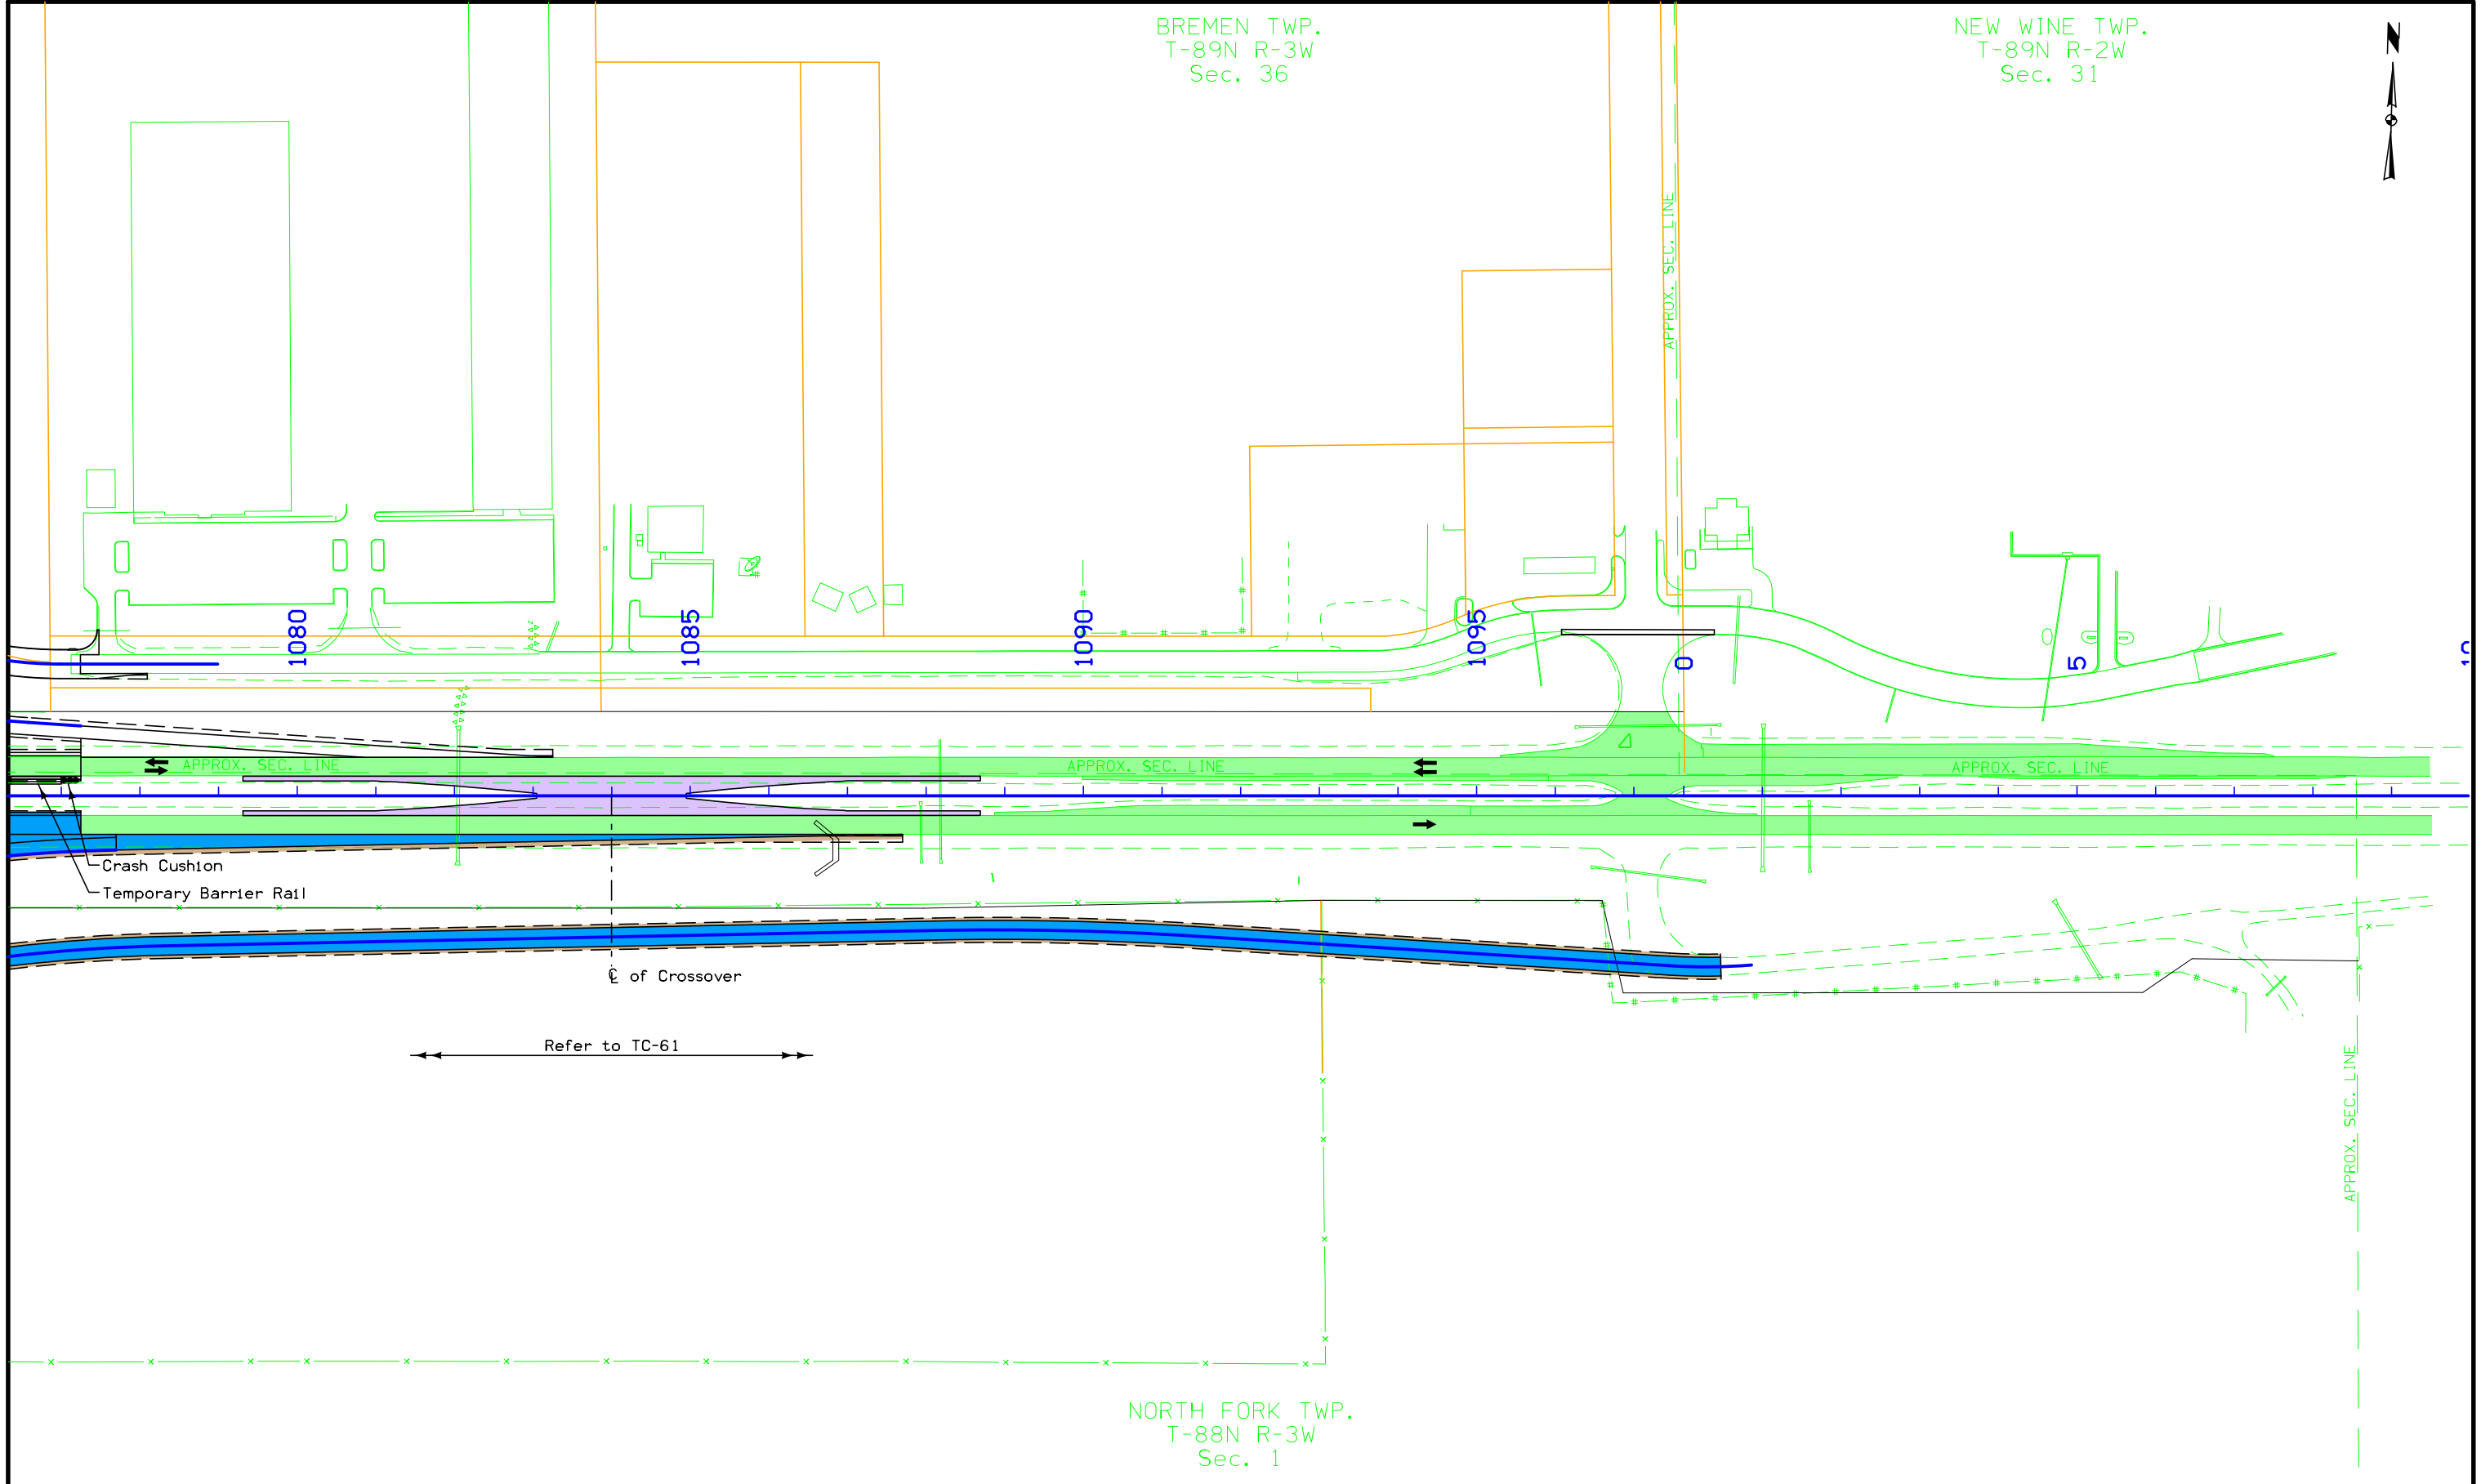 BREMEN TWP.
T-89N R-3W
Sec. 36
NEW WINE TWP.
T-89N R-2W
Sec. 31
N
APPROX. SEC. LINE
1080
1085
1090
1095
0
5
10
APPROX. SEC. LINE
APPROX. SEC. LINE
APPROX. SEC. LINE
Crash Cushion
Temporary Barrier Rail
℄ of Crossover
Refer to TC-61
APPROX. SEC. LINE
NORTH FORK TWP.
T-88N R-3W
Sec. 1